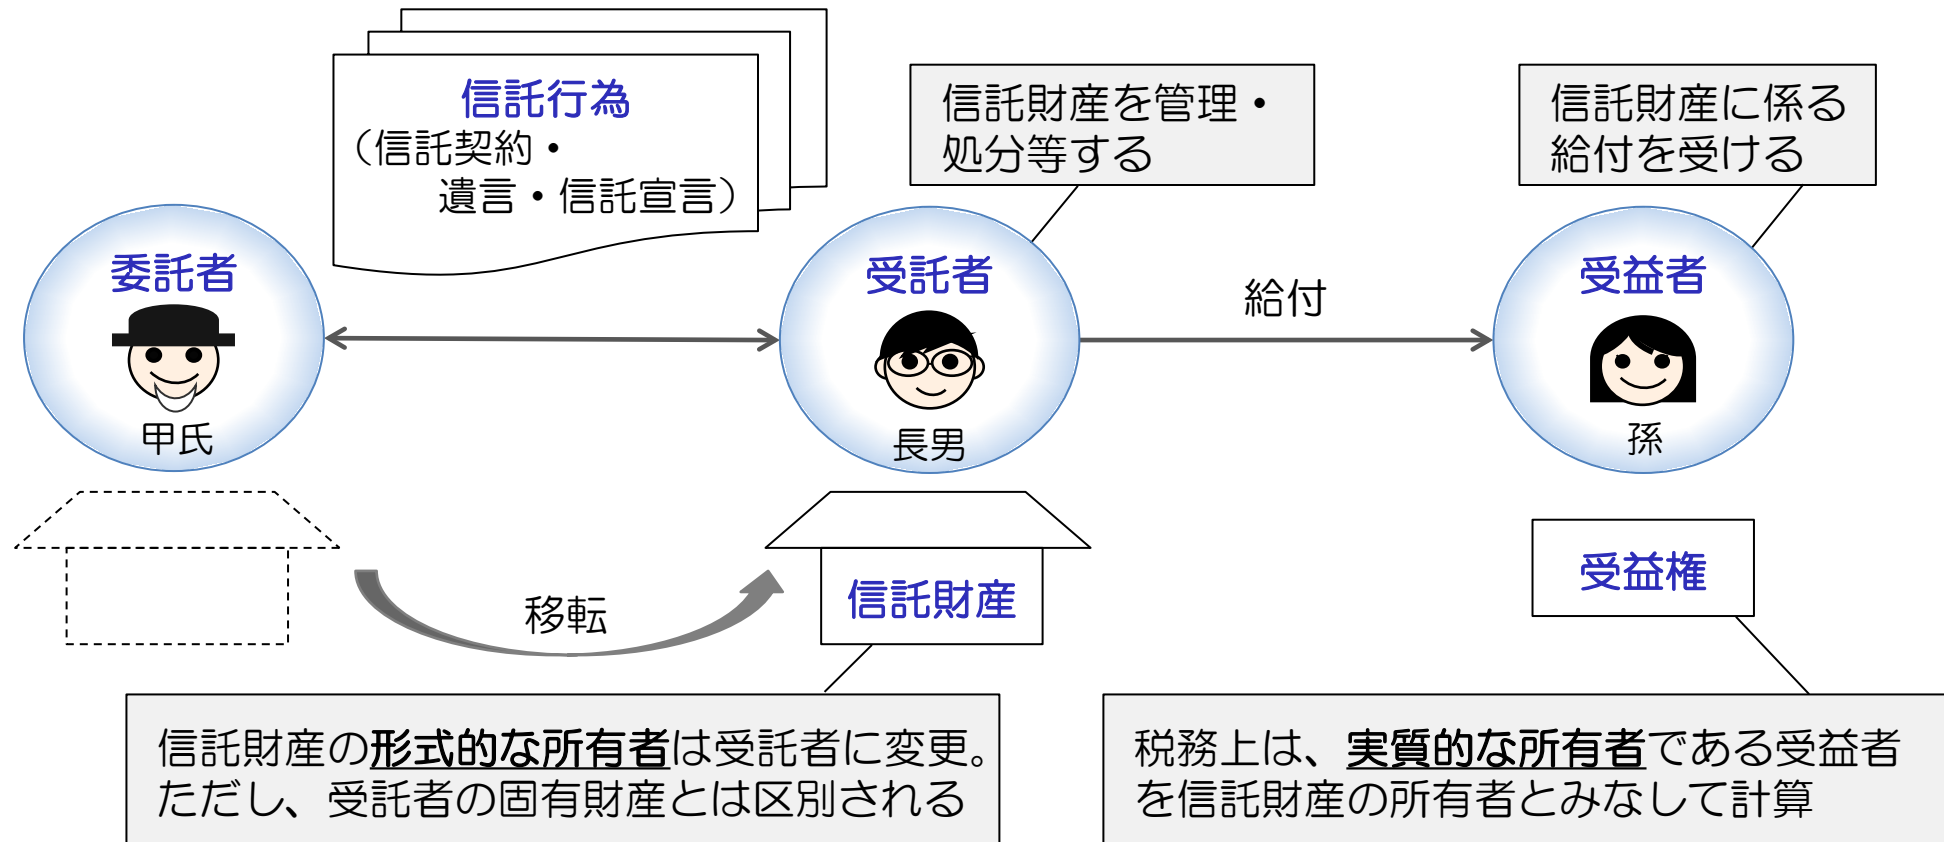 信託行為
（信託契約・
遺言・信託宣言）
信託財産を管理・
処分等する
信託財産に係る
給付を受ける
委託者
甲氏
受託者
長男
給付
受益者
孫
移転
信託財産
受益権
信託財産の形式的な所有者は受託者に変更。
ただし、受託者の固有財産とは区別される
税務上は、実質的な所有者である受益者
を信託財産の所有者とみなして計算